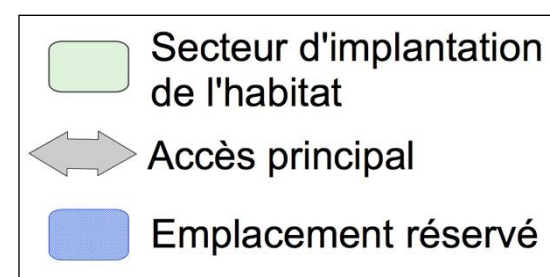 Secteur d'implantation
de l'habitat
Accès principal
Emplacement réservé